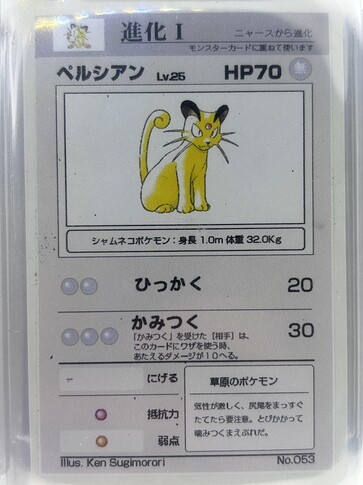 進化 I
ニャースから進化
モンスターカードに重ねて使います
ペルシアン Lv.25 HP70 無
シャムネコポケモン：身長 1.0m 体重 32.0Kg
ひっかく 20
かみつく 30
「かみつく」を受けた［相手］は、
このカードにワザを使う時、
あたえるダメージが１０へる。
- にげる
抵抗力
弱点
草原のポケモン
気性が激しく、尻尾をまっすぐ
たてたら要注意。とびかかって
噛みつくまえぶれだ。
Illus. Ken Sugimorori
No.053